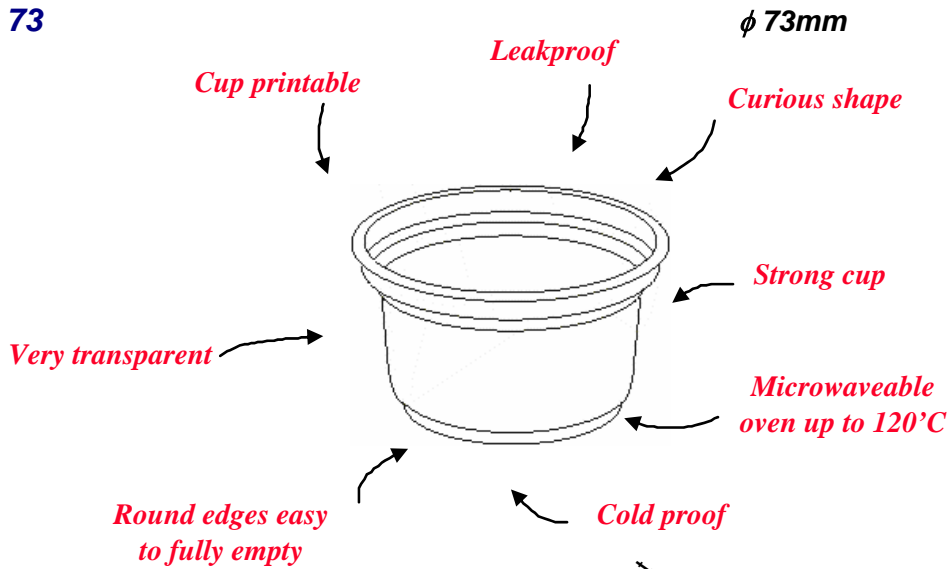 73
ϕ 73mm
Leakproof
Cup printable
Curious shape
Strong cup
Very transparent
Microwaveable
oven up to 120’C
Round edges easy
to fully empty
Cold proof